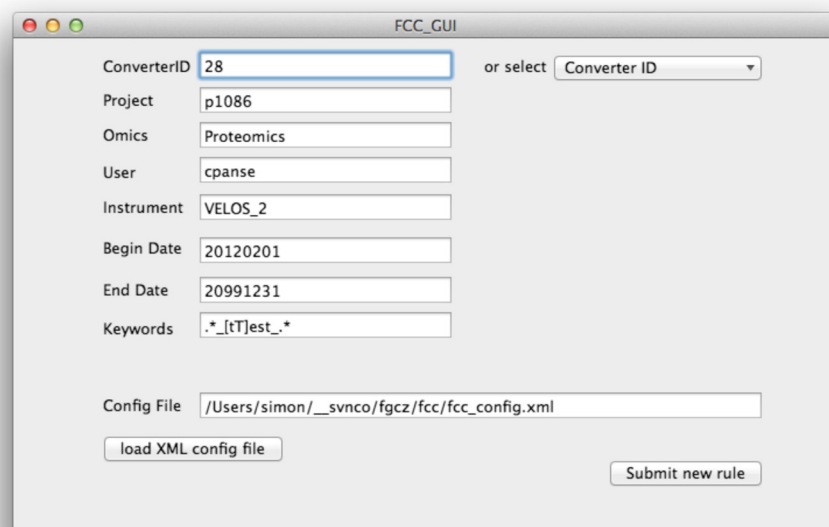 FCC_GUI
ConverterID 28 or select Converter ID
Project p1086
Omics Proteomics
User cpanse
Instrument VELOS_2
Begin Date 20120201
End Date 20991231
Keywords .*_[tT]est_.*
Config File /Users/simon/__svnco/fgcz/fcc/fcc_config.xml
load XML config file
Submit new rule